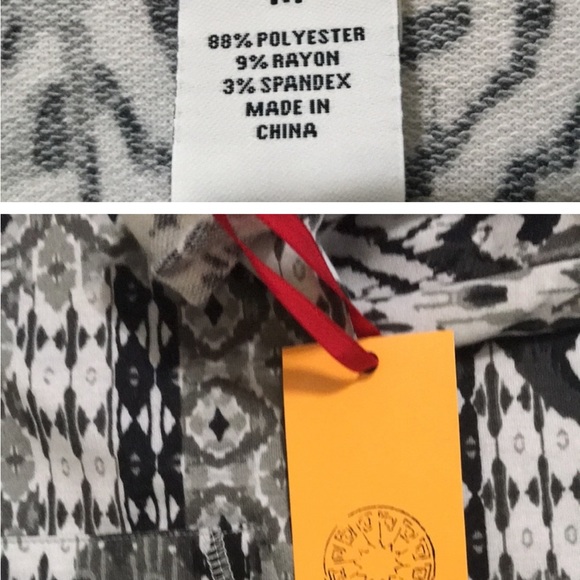 88% POLYESTER
9% RAYON
3% SPANDEX
MADE IN
CHINA